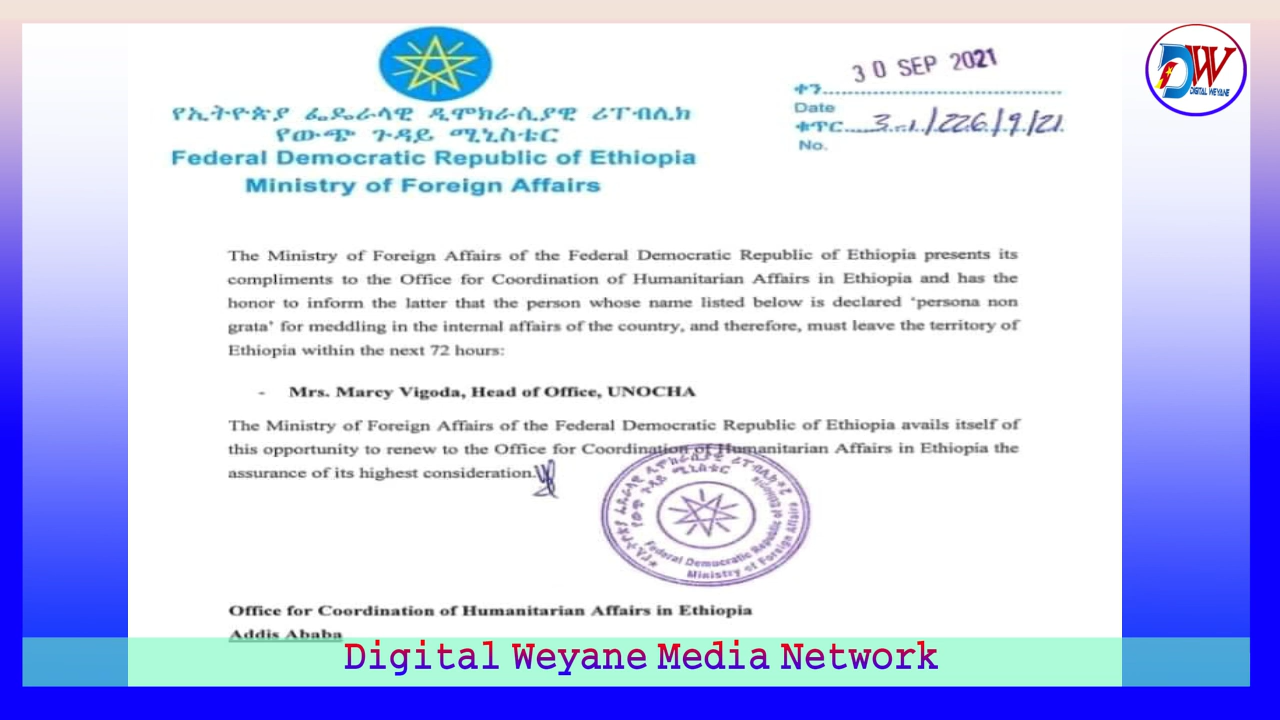 DW
DIGITAL WEYANE
የኢትዮጵያ ፌዴራላዊ ዲሞክራሲያዊ ሪፐብሊክ
የውጭ ጉዳይ ሚኒስቴር
Federal Democratic Republic of Ethiopia
Ministry of Foreign Affairs
30 SEP 2021
ቀን
Date
ቁጥር 3-1/226/9/21
No.
The Ministry of Foreign Affairs of the Federal Democratic Republic of Ethiopia presents its
compliments to the Office for Coordination of Humanitarian Affairs in Ethiopia and has the
honor to inform the latter that the person whose name listed below is declared ‘persona non
grata’ for meddling in the internal affairs of the country, and therefore, must leave the territory of
Ethiopia within the next 72 hours:
- Mrs. Marcy Vigoda, Head of Office, UNOCHA
The Ministry of Foreign Affairs of the Federal Democratic Republic of Ethiopia avails itself of
this opportunity to renew to the Office for Coordination of Humanitarian Affairs in Ethiopia the
assurance of its highest consideration.
Federal Democratic Republic of Ethiopia
Ministry of Foreign Affairs
Office for Coordination of Humanitarian Affairs in Ethiopia
Addis Ababa
Digital Weyane Media Network